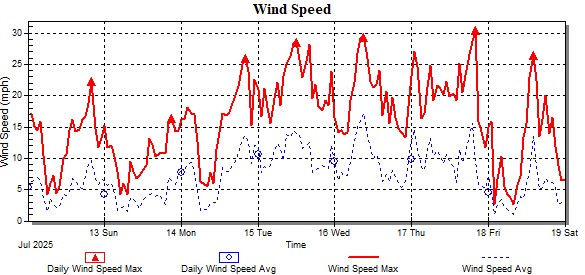 Wind Speed
30
25
20
15
10
5
0
Wind Speed (mph)
13 Sun 14 Mon 15 Tue 16 Wed 17 Thu 18 Fri 19 Sat
Jul 2025 Time
Daily Wind Speed Max Daily Wind Speed Avg Wind Speed Max Wind Speed Avg